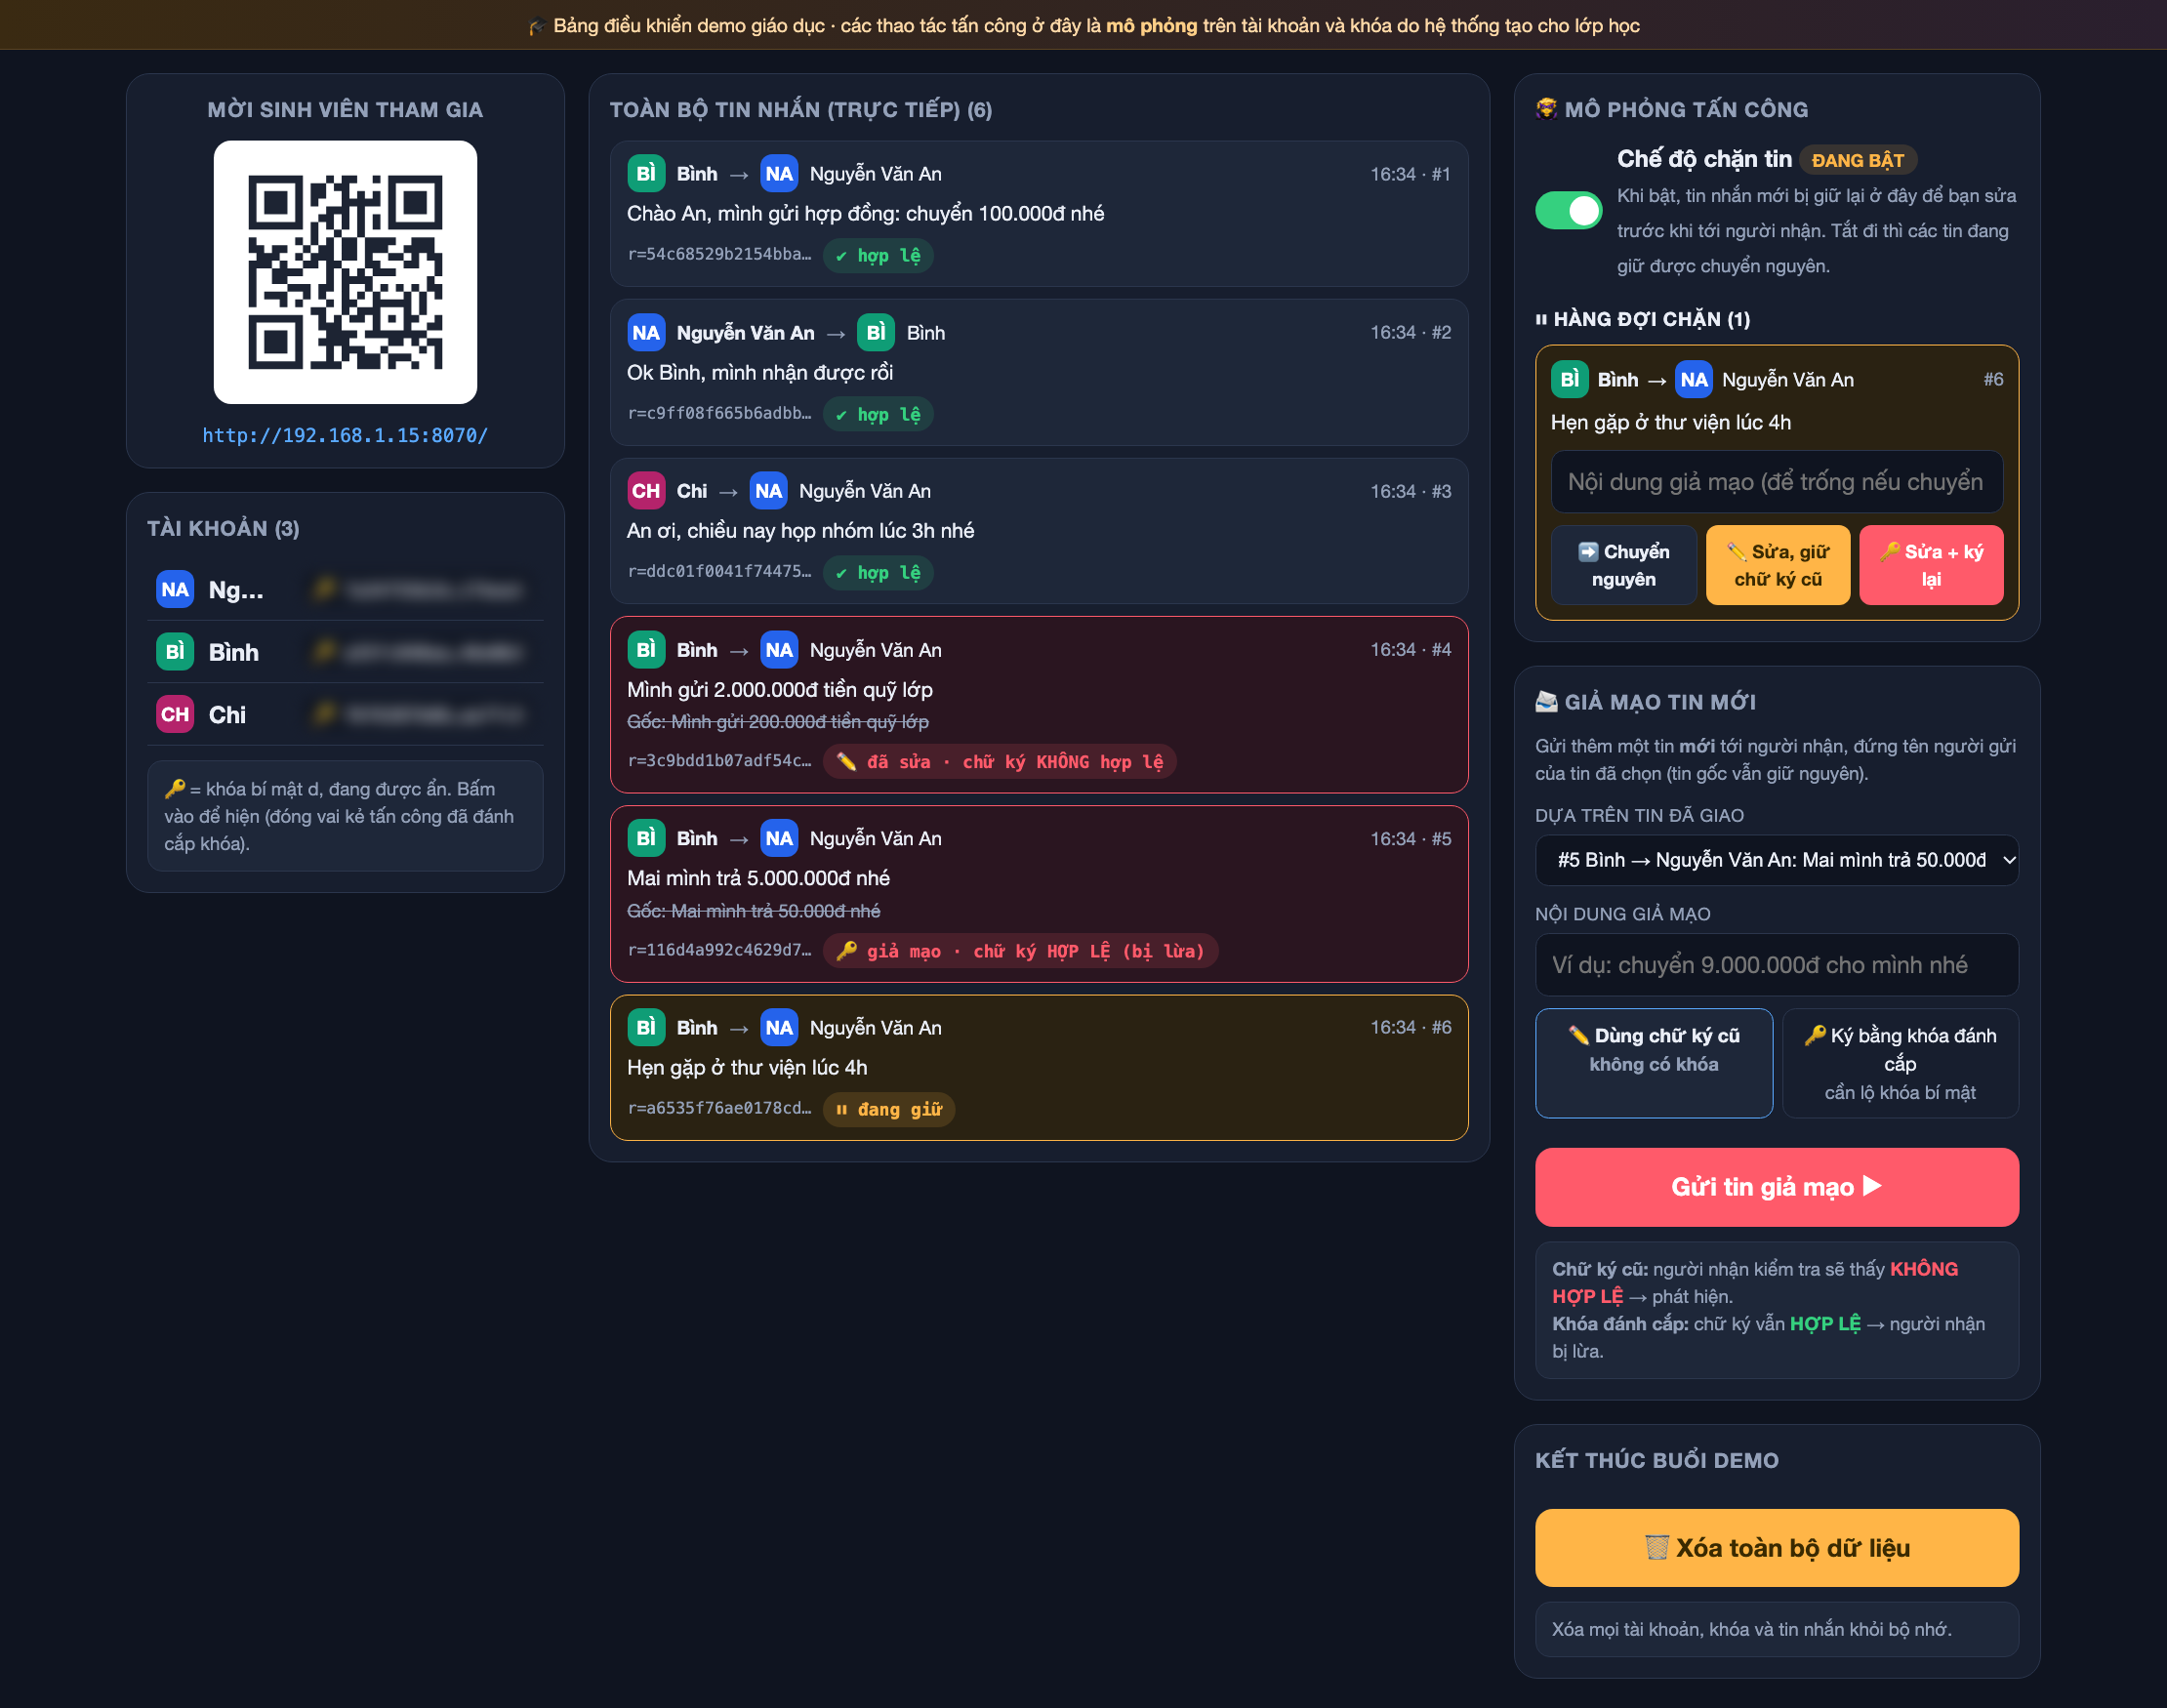 🎓 Bảng điều khiển demo giáo dục · các thao tác tấn công ở đây là mô phỏng trên tài khoản và khóa do hệ thống tạo cho lớp học
MỜI SINH VIÊN THAM GIA
http://192.168.1.15:8070/
TÀI KHOẢN (3)
NA Ng...
BÌ Bình
CH Chi
🔑 = khóa bí mật d, đang được ẩn. Bấm
vào để hiện (đóng vai kẻ tấn công đã đánh
cắp khóa).
TOÀN BỘ TIN NHẮN (TRỰC TIẾP) (6)
BÌ Bình → NA Nguyễn Văn An 16:34 · #1
Chào An, mình gửi hợp đồng: chuyển 100.000đ nhé
r=54c68529b2154bba… ✔ hợp lệ
NA Nguyễn Văn An → BÌ Bình 16:34 · #2
Ok Bình, mình nhận được rồi
r=c9ff08f665b6adbb… ✔ hợp lệ
CH Chi → NA Nguyễn Văn An 16:34 · #3
An ơi, chiều nay họp nhóm lúc 3h nhé
r=ddc01f0041f74475… ✔ hợp lệ
BÌ Bình → NA Nguyễn Văn An 16:34 · #4
Mình gửi 2.000.000đ tiền quỹ lớp
Gốc: Mình gửi 200.000đ tiền quỹ lớp
r=3c9bdd1b07adf54c… ✏️ đã sửa · chữ ký KHÔNG hợp lệ
BÌ Bình → NA Nguyễn Văn An 16:34 · #5
Mai mình trả 5.000.000đ nhé
Gốc: Mai mình trả 50.000đ nhé
r=116d4a992c4629d7… 🔑 giả mạo · chữ ký HỢP LỆ (bị lừa)
BÌ Bình → NA Nguyễn Văn An 16:34 · #6
Hẹn gặp ở thư viện lúc 4h
r=a6535f76ae0178cd… ⏸ đang giữ
🦹 MÔ PHỎNG TẤN CÔNG
Chế độ chặn tin ĐANG BẬT
Khi bật, tin nhắn mới bị giữ lại ở đây để bạn sửa
trước khi tới người nhận. Tắt đi thì các tin đang
giữ được chuyển nguyên.
⏸ HÀNG ĐỢI CHẶN (1)
BÌ Bình → NA Nguyễn Văn An #6
Hẹn gặp ở thư viện lúc 4h
Nội dung giả mạo (để trống nếu chuyển
➡️ Chuyển
nguyên
✏️ Sửa, giữ
chữ ký cũ
🔑 Sửa + ký
lại
📨 GIẢ MẠO TIN MỚI
Gửi thêm một tin mới tới người nhận, đứng tên người gửi
của tin đã chọn (tin gốc vẫn giữ nguyên).
DỰA TRÊN TIN ĐÃ GIAO
#5 Bình → Nguyễn Văn An: Mai mình trả 50.000đ
NỘI DUNG GIẢ MẠO
Ví dụ: chuyển 9.000.000đ cho mình nhé
✏️ Dùng chữ ký cũ
không có khóa
🔑 Ký bằng khóa đánh
cắp
cần lộ khóa bí mật
Gửi tin giả mạo ▶
Chữ ký cũ: người nhận kiểm tra sẽ thấy KHÔNG
HỢP LỆ → phát hiện.
Khóa đánh cắp: chữ ký vẫn HỢP LỆ → người nhận
bị lừa.
KẾT THÚC BUỔI DEMO
🗑️ Xóa toàn bộ dữ liệu
Xóa mọi tài khoản, khóa và tin nhắn khỏi bộ nhớ.